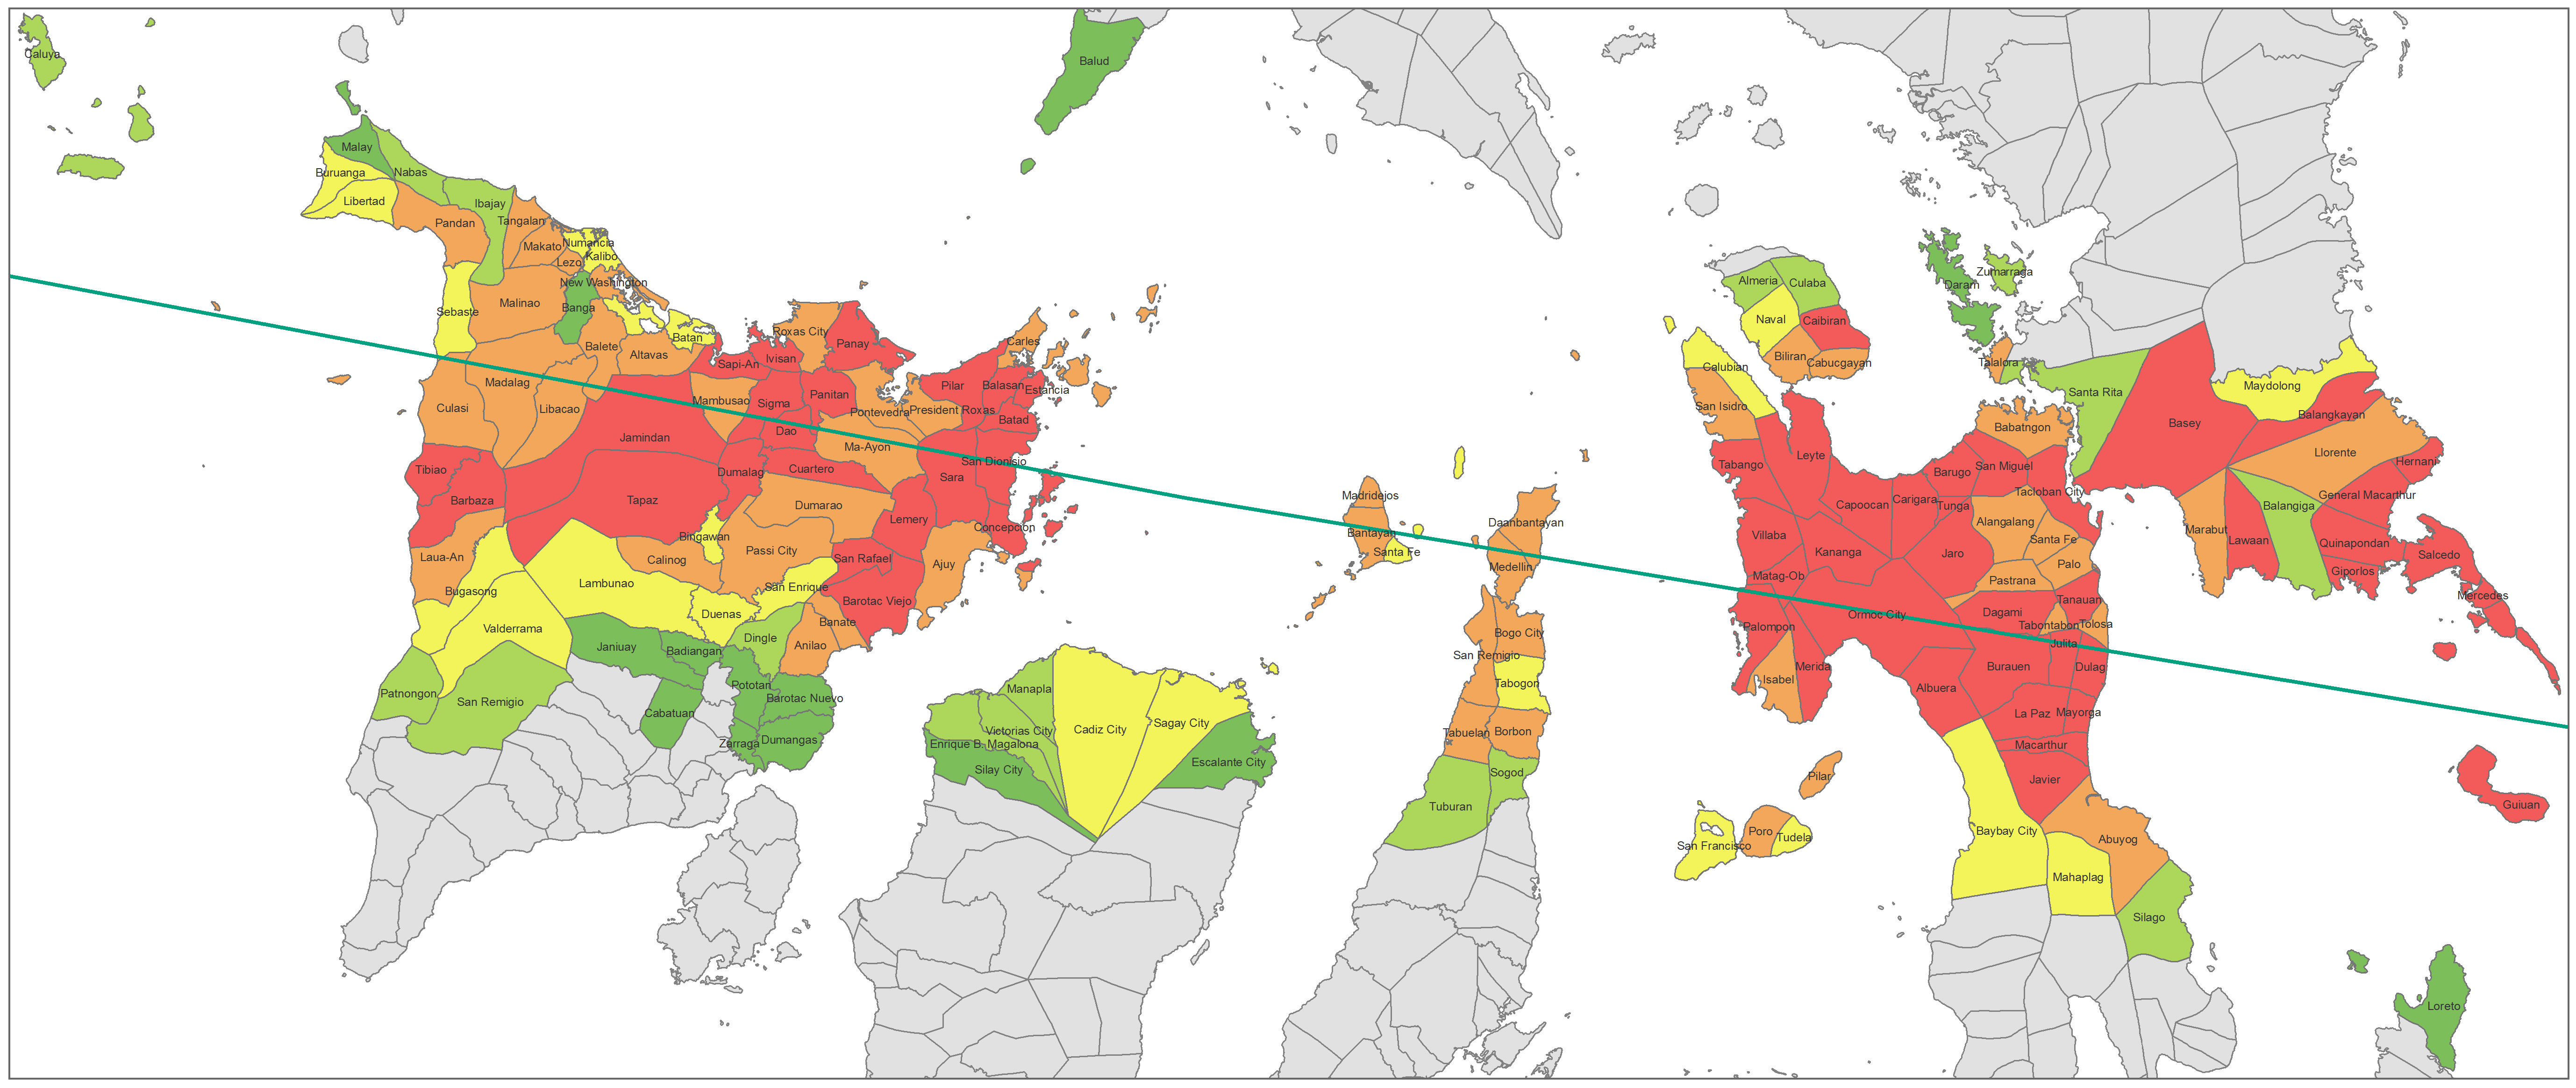 Caluya
Balud
Malay
Buruanga
Nabas
Libertad
Ibajay
Pandan
Tangalan
Makato
Numancia
Kalibo
Lezo
New Washington
Malinao
Banga
Sebaste
Batan
Balete
Altavas
Madalag
Culasi
Libacao
Roxas City
Ivisan
Sapi-An
Panay
Carles
Pilar
Balasan
Estancia
Mambusao
Sigma
Panitan
Pontevedra
President Roxas
Batad
Dao
Ma-Ayon
Jamindan
Tibiao
Barbaza
Tapaz
Dumalag
Cuartero
San Dionisio
Sara
Dumarao
Lemery
Concepcion
Bingawan
Passi City
Calinog
Laua-An
San Rafael
Ajuy
Lambunao
Bugasong
San Enrique
Barotac Viejo
Duenas
Banate
Valderrama
Dingle
Anilao
Janiuay
Badiangan
Patnongon
San Remigio
Pototan
Barotac Nuevo
Cabatuan
Zarraga
Dumangas
Manapla
Victorias City
Enrique B. Magalona
Silay City
Cadiz City
Sagay City
Escalante City
Madridejos
Bantayan
Santa Fe
Daanbantayan
Medellin
Bogo City
San Remigio
Tabogon
Tabuelan
Borbon
Sogod
Tuburan
Almeria
Culaba
Naval
Caibiran
Biliran
Cabucgayan
Calubian
San Isidro
Daram
Zumarraga
Talalora
Santa Rita
Basey
Maydolong
Balangkayan
Llorente
Hernani
General Macarthur
Balangiga
Marabut
Lawaan
Quinapondan
Giporlos
Salcedo
Mercedes
Guiuan
Babatngon
Leyte
Tabango
Barugo
San Miguel
Tacloban City
Capoocan
Carigara
Tunga
Alangalang
Santa Fe
Villaba
Kananga
Jaro
Palo
Matag-Ob
Pastrana
Tanauan
Ormoc City
Dagami
Tabontabon
Tolosa
Palompon
Julita
Isabel
Merida
Burauen
Dulag
Albuera
La Paz
Mayorga
Macarthur
Javier
Pilar
Poro
Tudela
San Francisco
Baybay City
Abuyog
Mahaplag
Silago
Loreto